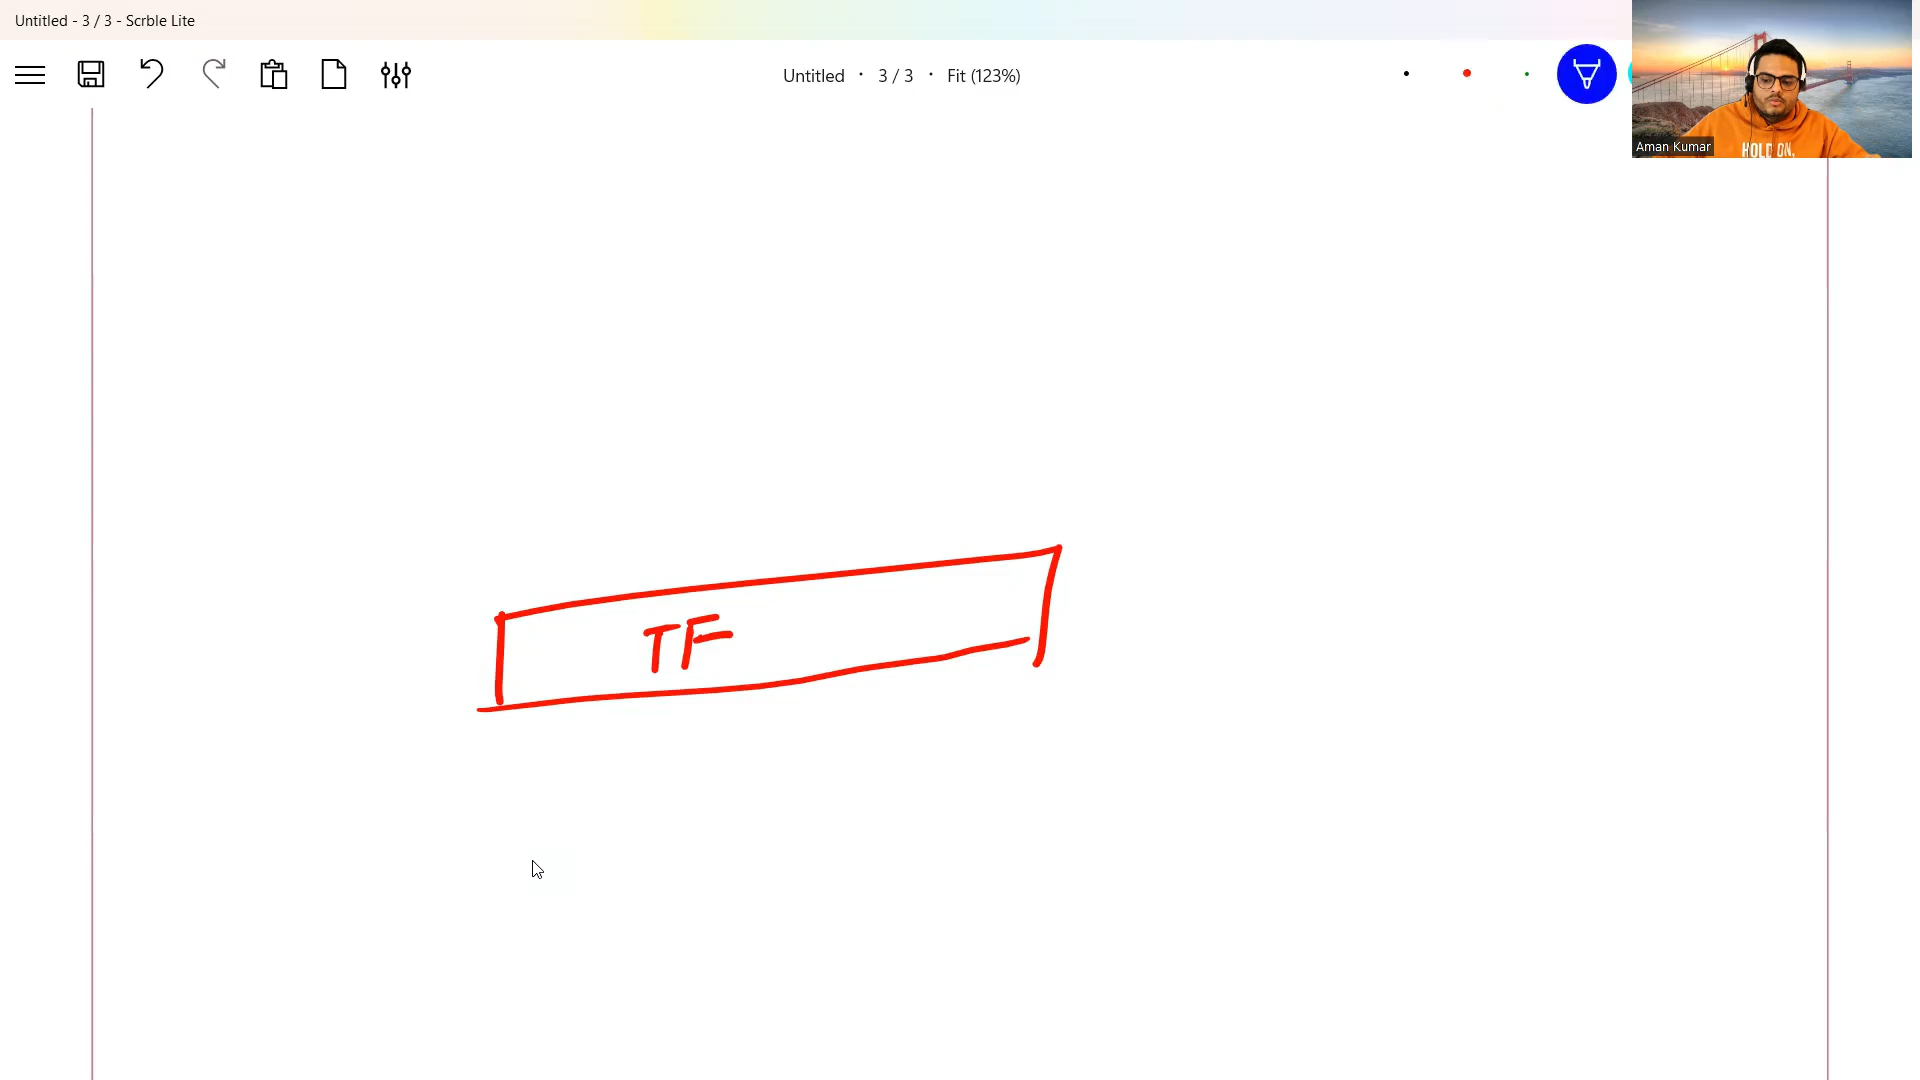 Untitled - 3 / 3 - Scrble Lite
Untitled • 3 / 3 • Fit (123%)
HOLD ON,
Aman Kumar
TF